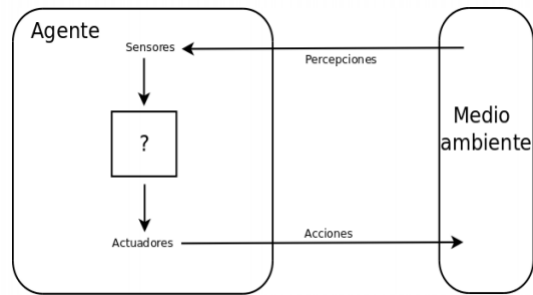 Agente
Sensores
Percepciones
?
Medio
ambiente
Actuadores
Acciones